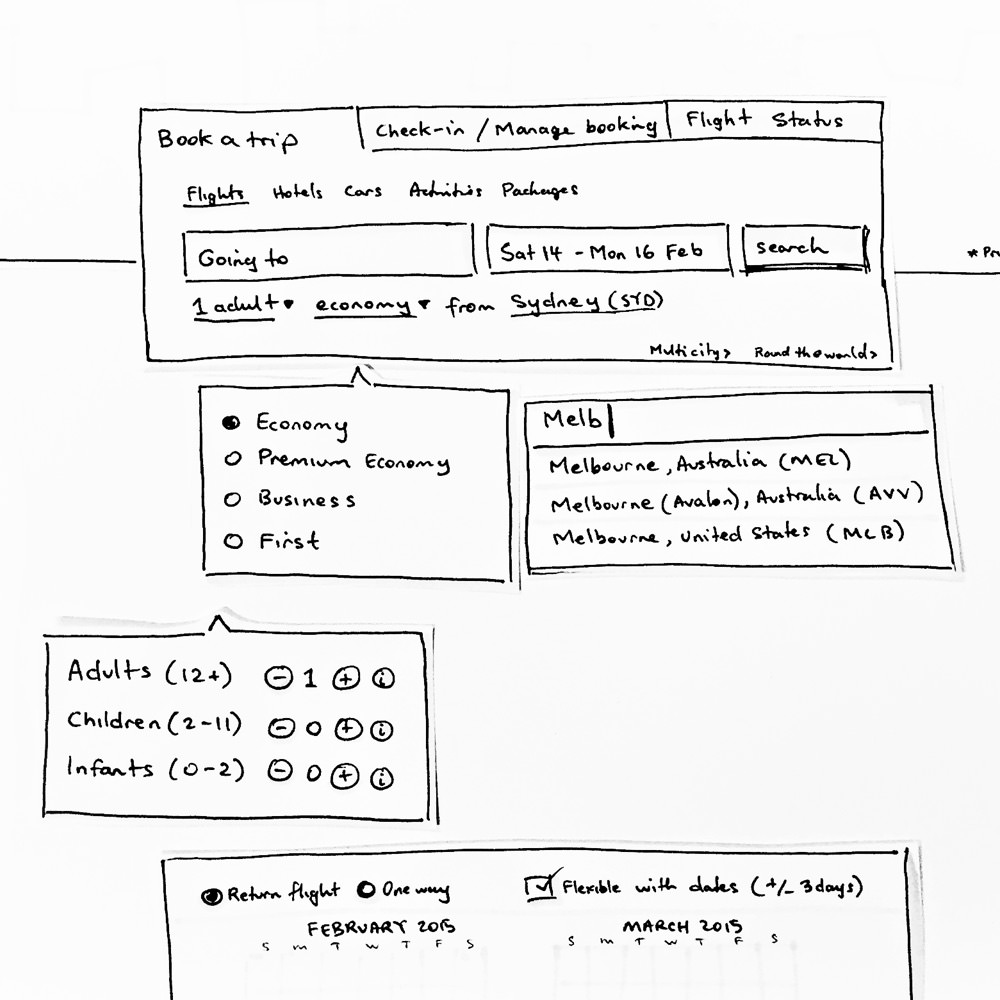 Book a trip
Check-in / Manage booking
Flight Status
Flights Hotels Cars Activities Packages
Going to
Sat 14 - Mon 16 Feb
search
1 adult economy from Sydney (SYD)
Multicity> Round the world>
Economy
Premium Economy
Business
First
Melb
Melbourne, Australia (MEL)
Melbourne (Avalon), Australia (AVV)
Melbourne, United States (MLB)
Adults (12+) - 1 + i
Children (2-11) - 0 + i
Infants (0-2) - 0 + i
Return flight One way
Flexible with dates (+/- 3 days)
FEBRUARY 2015
S M T W T F S
MARCH 2015
S M T W T F S